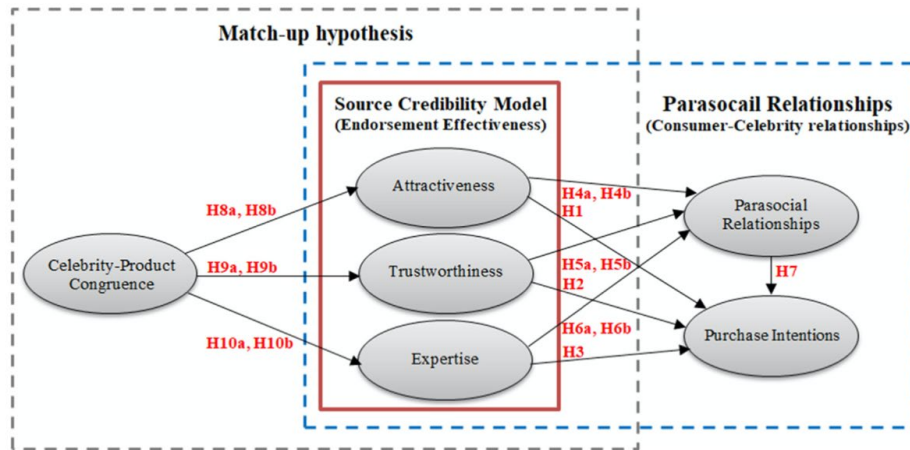 Match-up hypothesis
Source Credibility Model
(Endorsement Effectiveness)
Parasocail Relationships
(Consumer-Celebrity relationships)
Attractiveness
H4a, H4b
H1
Parasocial
Relationships
H8a, H8b
Celebrity-Product
Congruence
H9a, H9b
Trustworthiness
H5a, H5b
H2
H7
H10a, H10b
Expertise
H6a, H6b
H3
Purchase Intentions